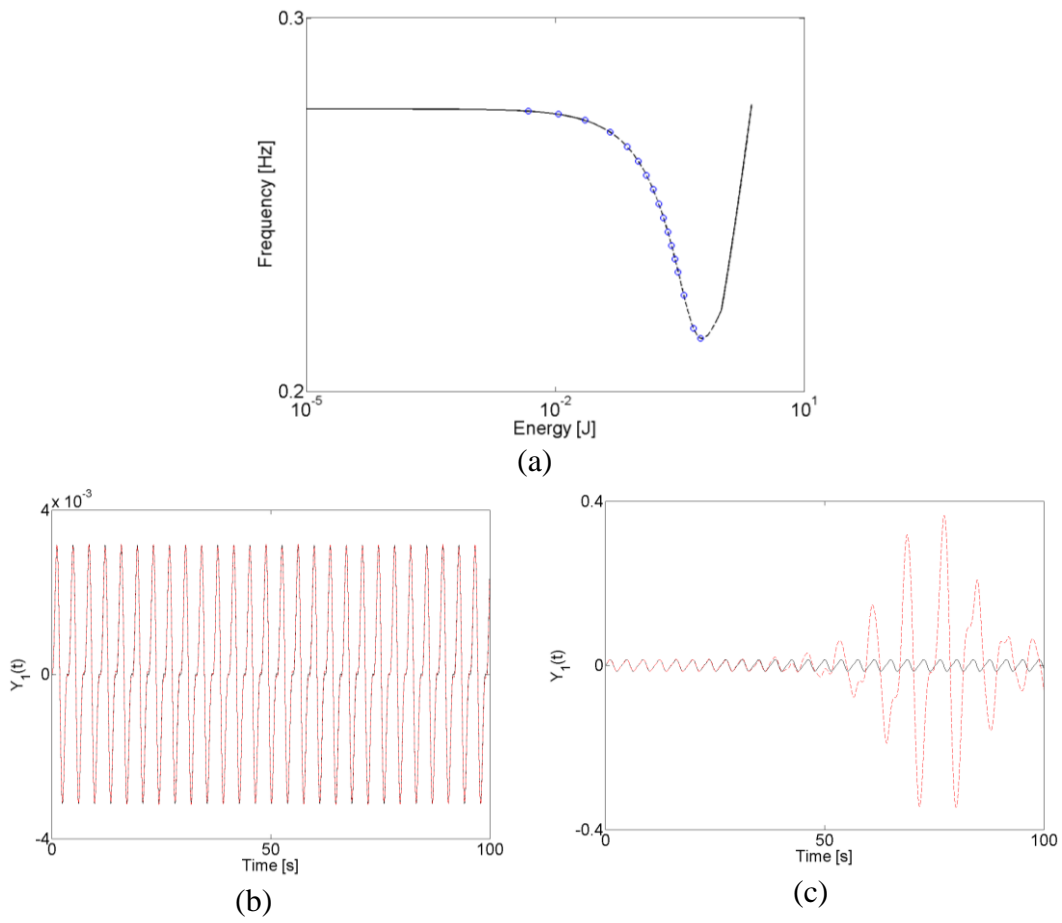 0.3
Frequency [Hz]
0.2
10^-5
10^-2
10^1
Energy [J]
(a)
4 x 10^-3
Y_1(t)
0
-4
0
50
100
Time [s]
(b)
0.4
Y_1(t)
0
-0.4
0
50
100
Time [s]
(c)